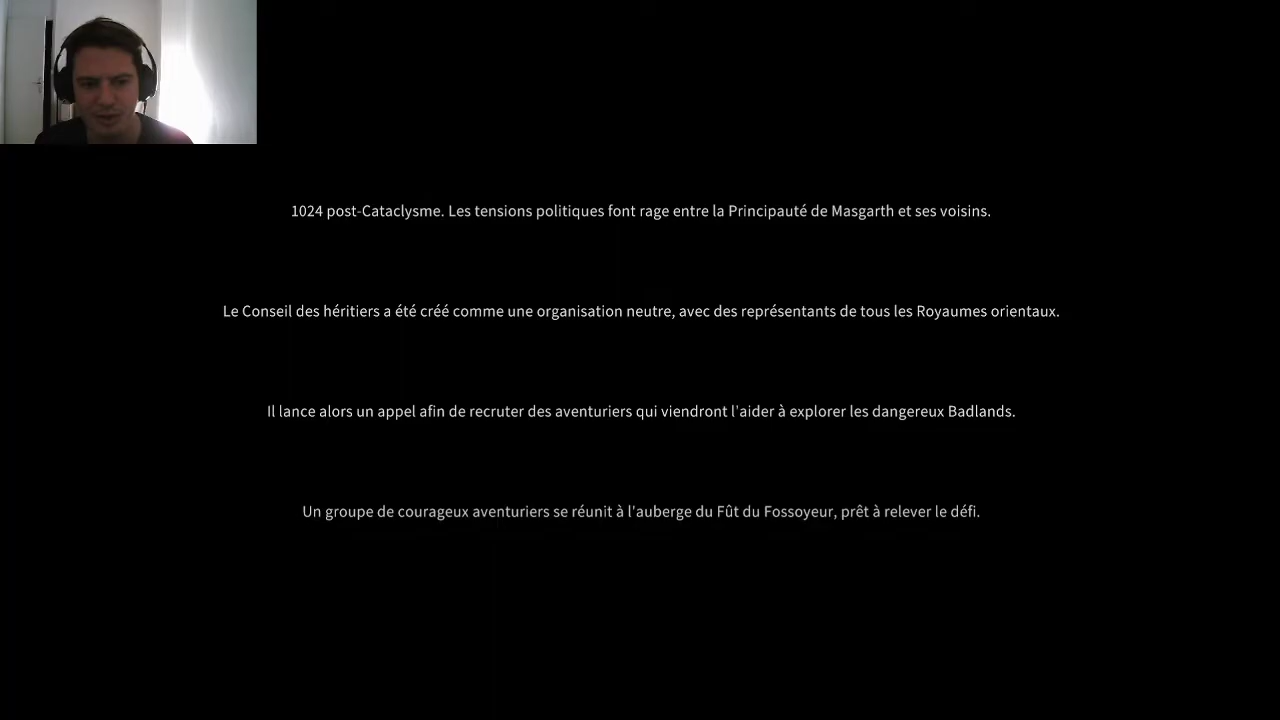 1024 post-Cataclysme. Les tensions politiques font rage entre la Principauté de Masgarth et ses voisins.
Le Conseil des héritiers a été créé comme une organisation neutre, avec des représentants de tous les Royaumes orientaux.
Il lance alors un appel afin de recruter des aventuriers qui viendront l'aider à explorer les dangereux Badlands.
Un groupe de courageux aventuriers se réunit à l'auberge du Fût du Fossoyeur, prêt à relever le défi.